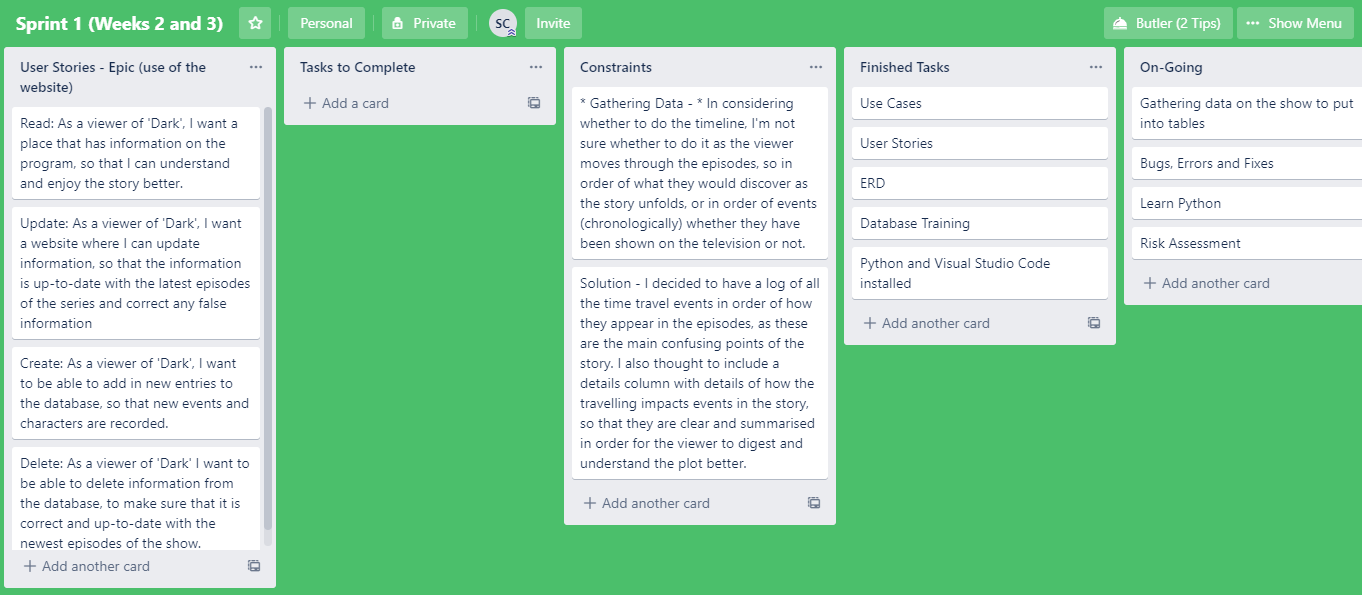 Sprint 1 (Weeks 2 and 3)
Personal
Private
SC
Invite
Butler (2 Tips)
Show Menu
User Stories - Epic (use of the
website)
Read: As a viewer of 'Dark', I want a
place that has information on the
program, so that I can understand
and enjoy the story better.
Update: As a viewer of 'Dark', I want
a website where I can update
information, so that the information
is up-to-date with the latest episodes
of the series and correct any false
information
Create: As a viewer of 'Dark', I want
to be able to add in new entries to
the database, so that new events and
characters are recorded.
Delete: As a viewer of 'Dark' I want to
be able to delete information from
the database, to make sure that it is
correct and up-to-date with the
newest episodes of the show.
+ Add another card
Tasks to Complete
+ Add a card
Constraints
* Gathering Data - * In considering
whether to do the timeline, I'm not
sure whether to do it as the viewer
moves through the episodes, so in
order of what they would discover as
the story unfolds, or in order of events
(chronologically) whether they have
been shown on the television or not.
Solution - I decided to have a log of all
the time travel events in order of how
they appear in the episodes, as these
are the main confusing points of the
story. I also thought to include a
details column with details of how the
travelling impacts events in the story,
so that they are clear and summarised
in order for the viewer to digest and
understand the plot better.
+ Add another card
Finished Tasks
Use Cases
User Stories
ERD
Database Training
Python and Visual Studio Code
installed
+ Add another card
On-Going
Gathering data on the show to put
into tables
Bugs, Errors and Fixes
Learn Python
Risk Assessment
+ Add another card